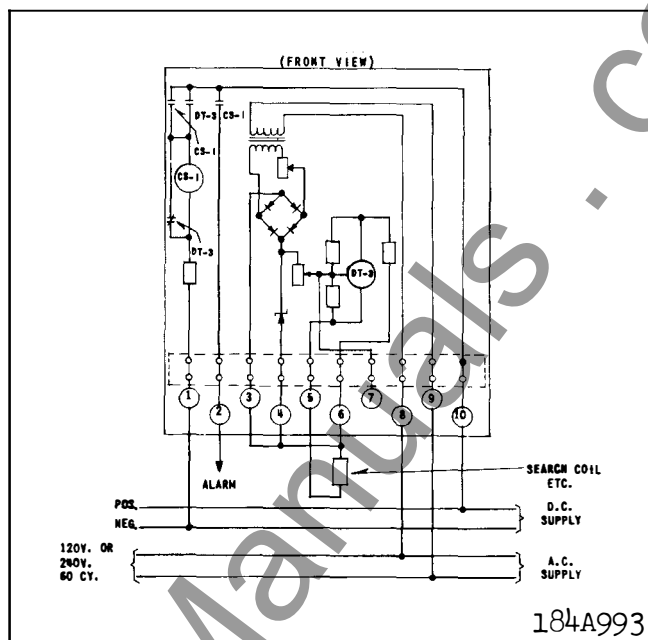 (FRONT VIEW)
DT-3
CS-1
CS-1
CS-1
DT-3
DT-3
1
2
3
4
5
6
7
8
9
10
ALARM
SEARCH COIL
ETC.
POS.
NEG.
D.C.
SUPPLY
120V. OR
240V.
60 CY.
A.C.
SUPPLY
184A993
Manuals . c